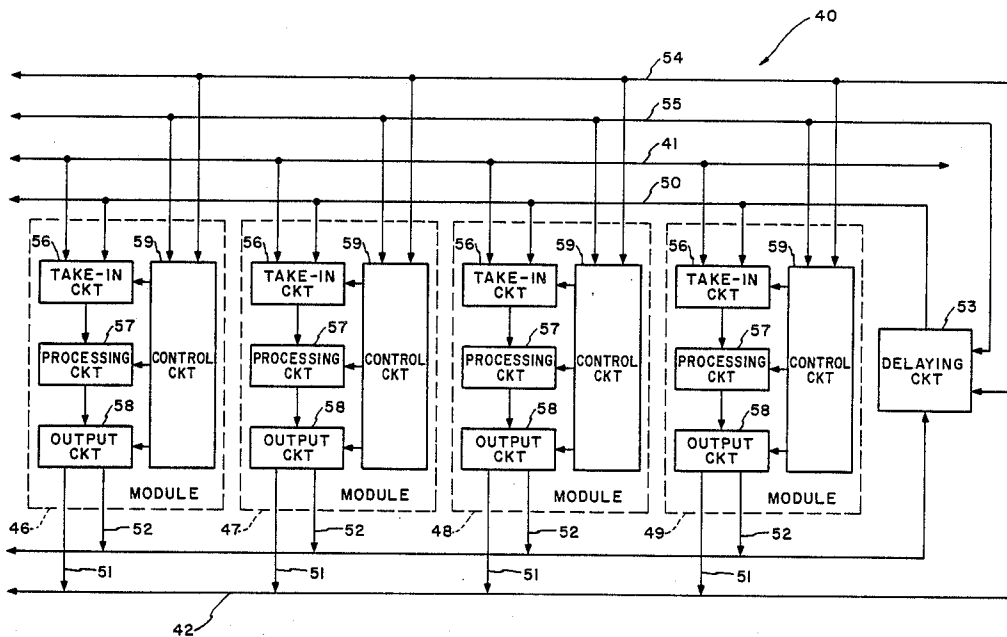 40
54
55
41
50
56 59
TAKE-IN
CKT
57
PROCESSING
CKT
CONTROL
CKT
58
OUTPUT
CKT
MODULE
46
52
51
56 59
TAKE-IN
CKT
57
PROCESSING
CKT
CONTROL
CKT
58
OUTPUT
CKT
MODULE
47
52
51
56 59
TAKE-IN
CKT
57
PROCESSING
CKT
CONTROL
CKT
58
OUTPUT
CKT
MODULE
48
52
51
56 59
TAKE-IN
CKT
57
PROCESSING
CKT
CONTROL
CKT
58
OUTPUT
CKT
MODULE
49
52
51
53
DELAYING
CKT
42